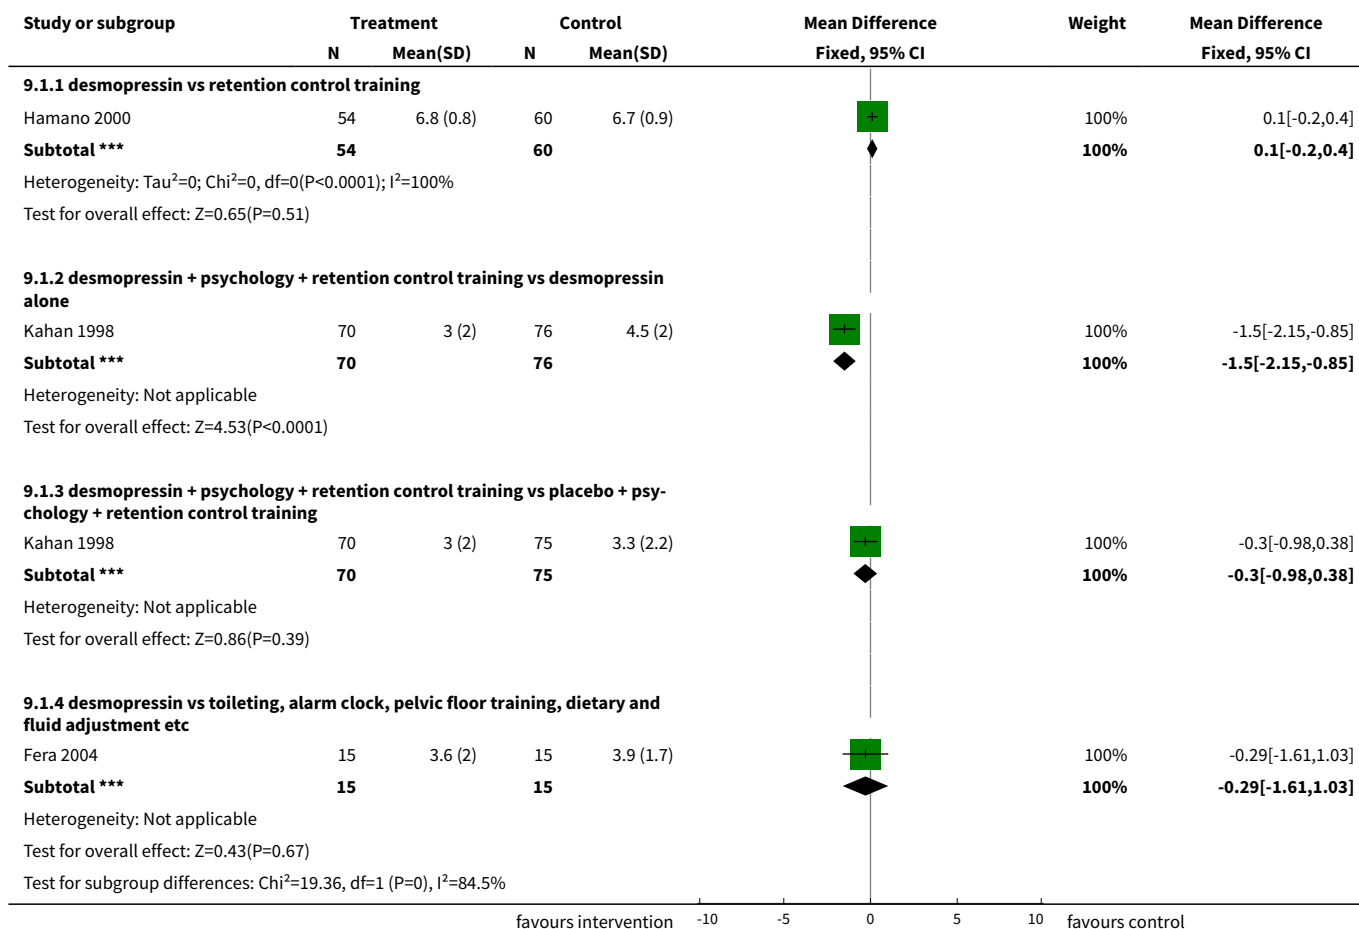 Study or subgroup Treatment Control Mean Difference Weight Mean Difference
N Mean(SD) N Mean(SD) Fixed, 95% CI Fixed, 95% CI
9.1.1 desmopressin vs retention control training
Hamano 2000 54 6.8 (0.8) 60 6.7 (0.9) 100% 0.1[-0.2,0.4]
Subtotal *** 54 60 100% 0.1[-0.2,0.4]
Heterogeneity: Tau²=0; Chi²=0, df=0(P<0.0001); I²=100%
Test for overall effect: Z=0.65(P=0.51)
9.1.2 desmopressin + psychology + retention control training vs desmopressin
alone
Kahan 1998 70 3 (2) 76 4.5 (2) 100% -1.5[-2.15,-0.85]
Subtotal *** 70 76 100% -1.5[-2.15,-0.85]
Heterogeneity: Not applicable
Test for overall effect: Z=4.53(P<0.0001)
9.1.3 desmopressin + psychology + retention control training vs placebo + psy-
chology + retention control training
Kahan 1998 70 3 (2) 75 3.3 (2.2) 100% -0.3[-0.98,0.38]
Subtotal *** 70 75 100% -0.3[-0.98,0.38]
Heterogeneity: Not applicable
Test for overall effect: Z=0.86(P=0.39)
9.1.4 desmopressin vs toileting, alarm clock, pelvic floor training, dietary and
fluid adjustment etc
Fera 2004 15 3.6 (2) 15 3.9 (1.7) 100% -0.29[-1.61,1.03]
Subtotal *** 15 15 100% -0.29[-1.61,1.03]
Heterogeneity: Not applicable
Test for overall effect: Z=0.43(P=0.67)
Test for subgroup differences: Chi²=19.36, df=1 (P=0), I²=84.5%
favours intervention -10 -5 0 5 10 favours control